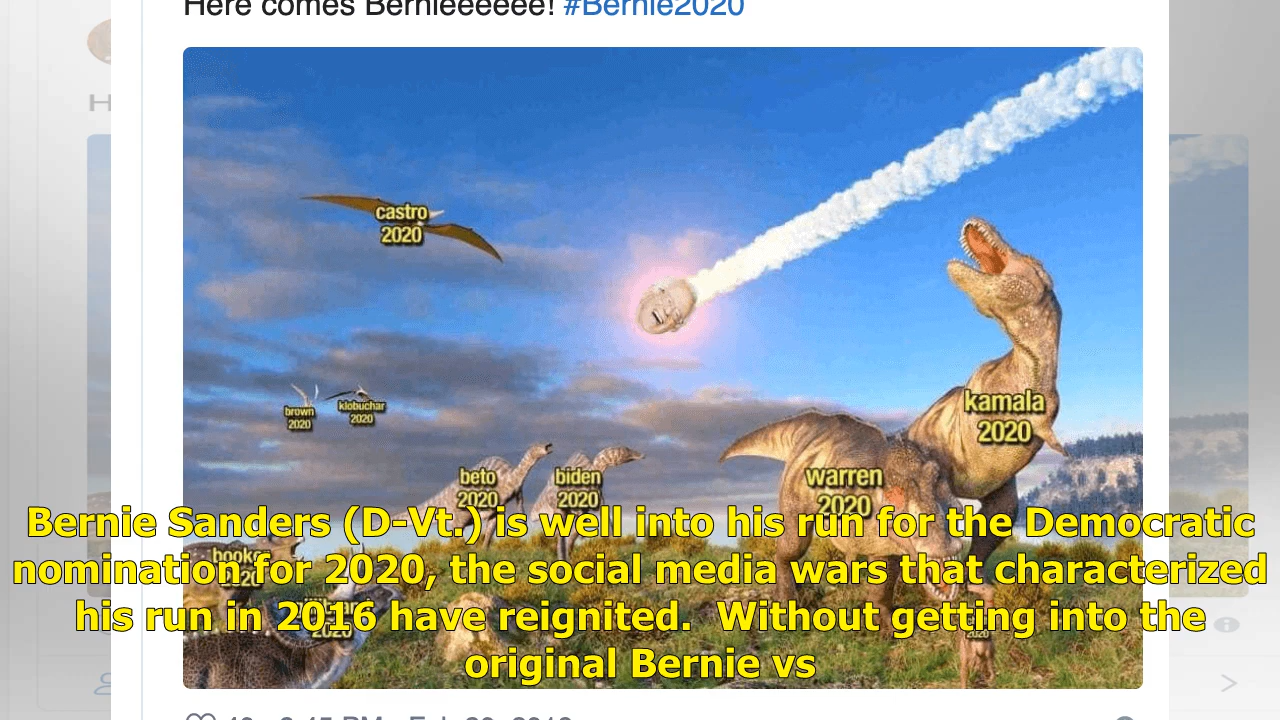 Here comes Bernieeeeee! #Bernie2020
castro
2020
brown
2020
klobuchar
2020
kamala
2020
beto
2020
biden
2020
warren
2020
Bernie Sanders (D-Vt.) is well into his run for the Democratic
nomination for 2020, the social media wars that characterized
his run in 2016 have reignited.  Without getting into the
original Bernie vs
2020
2020